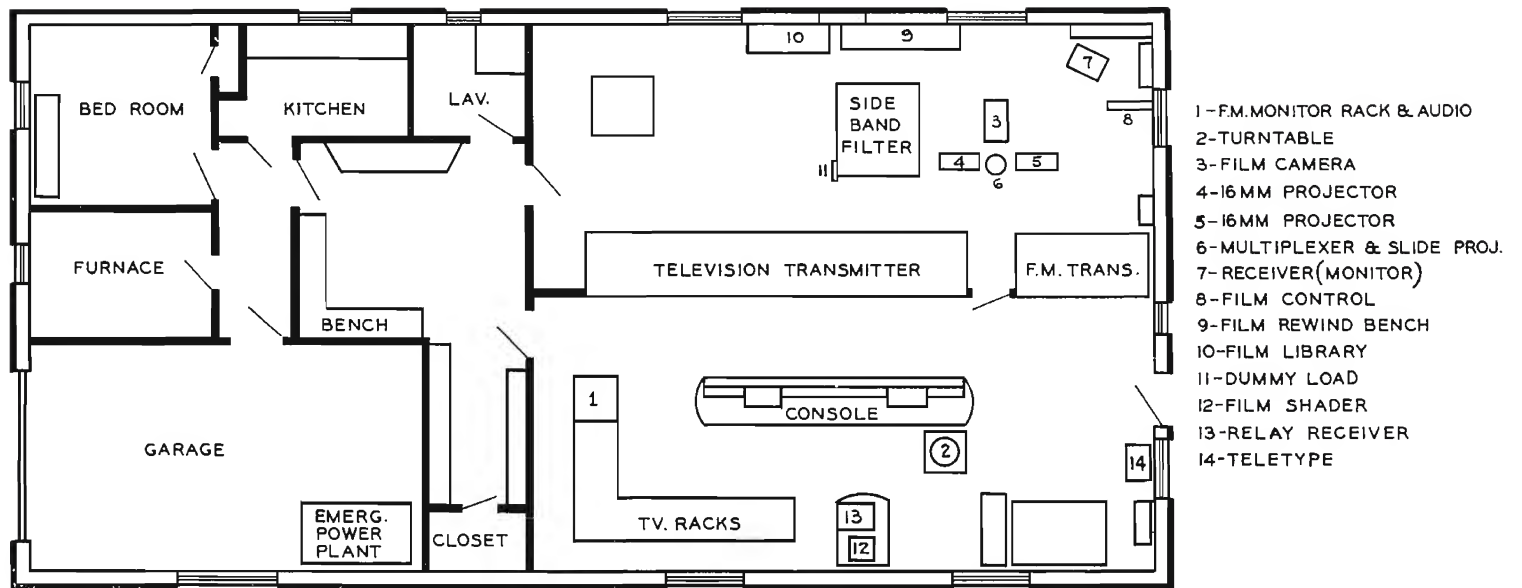 BED ROOM
KITCHEN
LAV.
10
9
7
8
SIDE
BAND
FILTER
3
4
5
6
11
FURNACE
TELEVISION TRANSMITTER
F.M. TRANS.
BENCH
1
CONSOLE
2
GARAGE
14
EMERG.
POWER
PLANT
CLOSET
TV. RACKS
13
12
1-F.M. MONITOR RACK & AUDIO
2-TURNTABLE
3-FILM CAMERA
4-16MM PROJECTOR
5-16MM PROJECTOR
6-MULTIPLEXER & SLIDE PROJ.
7-RECEIVER(MONITOR)
8-FILM CONTROL
9-FILM REWIND BENCH
10-FILM LIBRARY
11-DUMMY LOAD
12-FILM SHADER
13-RELAY RECEIVER
14-TELETYPE